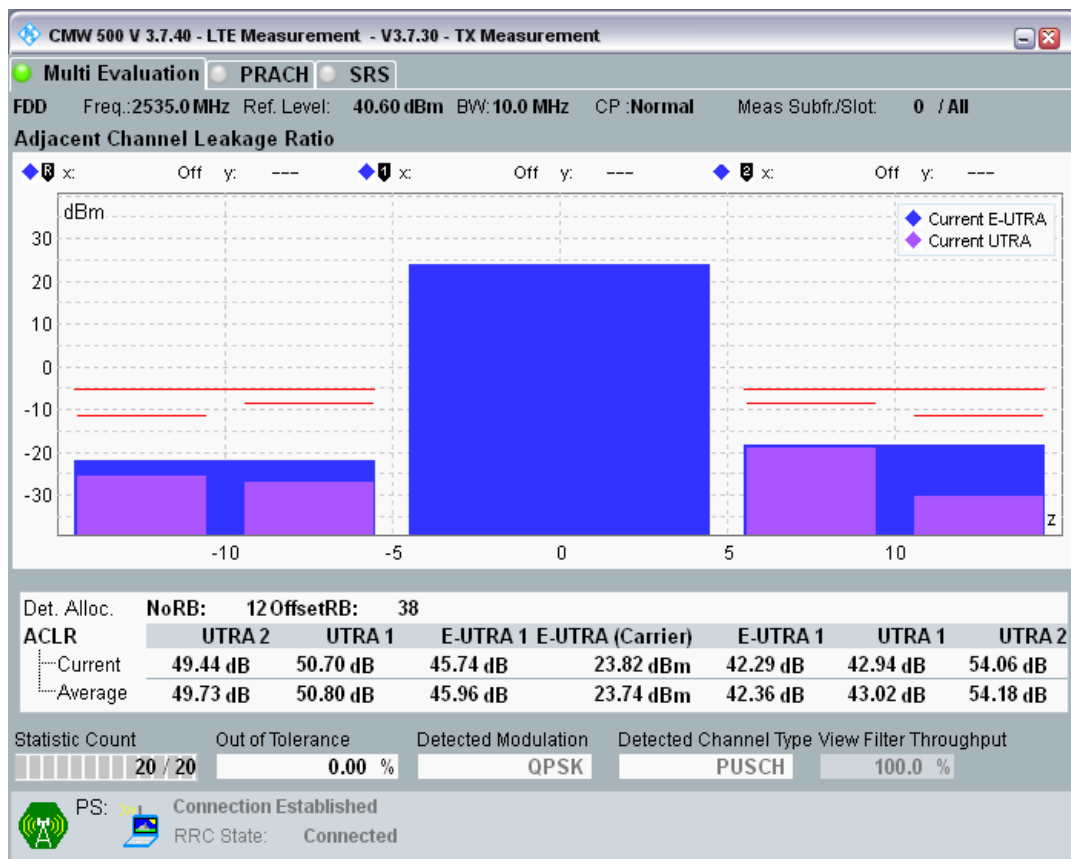 CMW 500 V 3.7.40 - LTE Measurement - V3.7.30 - TX Measurement
Multi Evaluation PRACH SRS
FDD Freq.:2535.0 MHz Ref. Level: 40.60 dBm BW: 10.0 MHz CP :Normal Meas Subfr./Slot: 0 / All
Adjacent Channel Leakage Ratio
R x: Off y: --- 1 x: Off y: --- 2 x: Off y: ---
dBm
Current E-UTRA
Current UTRA
30
20
10
0
-10
-20
-30
z
-10 -5 0 5 10
Det. Alloc. NoRB: 12 OffsetRB: 38
ACLR UTRA 2 UTRA 1 E-UTRA 1 E-UTRA (Carrier) E-UTRA 1 UTRA 1 UTRA 2
Current 49.44 dB 50.70 dB 45.74 dB 23.82 dBm 42.29 dB 42.94 dB 54.06 dB
Average 49.73 dB 50.80 dB 45.96 dB 23.74 dBm 42.36 dB 43.02 dB 54.18 dB
Statistic Count Out of Tolerance Detected Modulation Detected Channel Type View Filter Throughput
20 / 20 0.00 % QPSK PUSCH 100.0 %
PS: Connection Established
RRC State: Connected